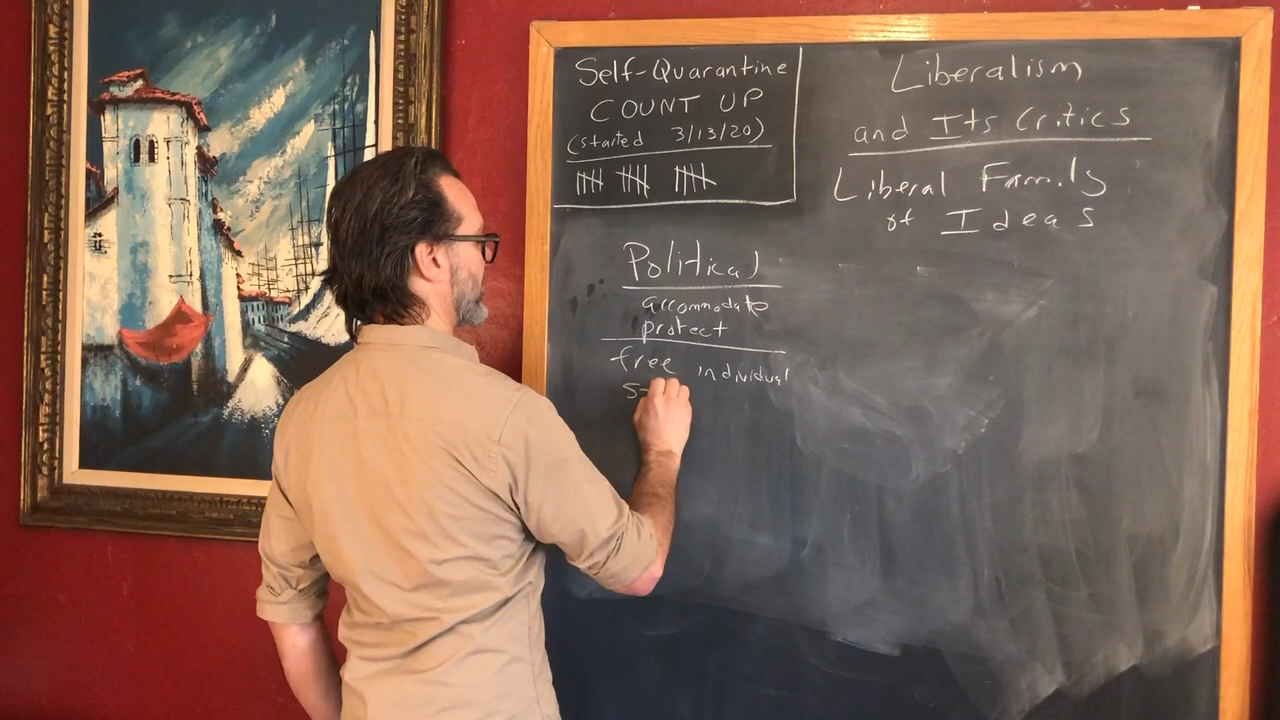 Self-Quarantine
COUNT UP
(started 3/13/20)
Liberalism
and Its Critics
Liberal Family
of Ideas
Political
accommodate
protect
free individual